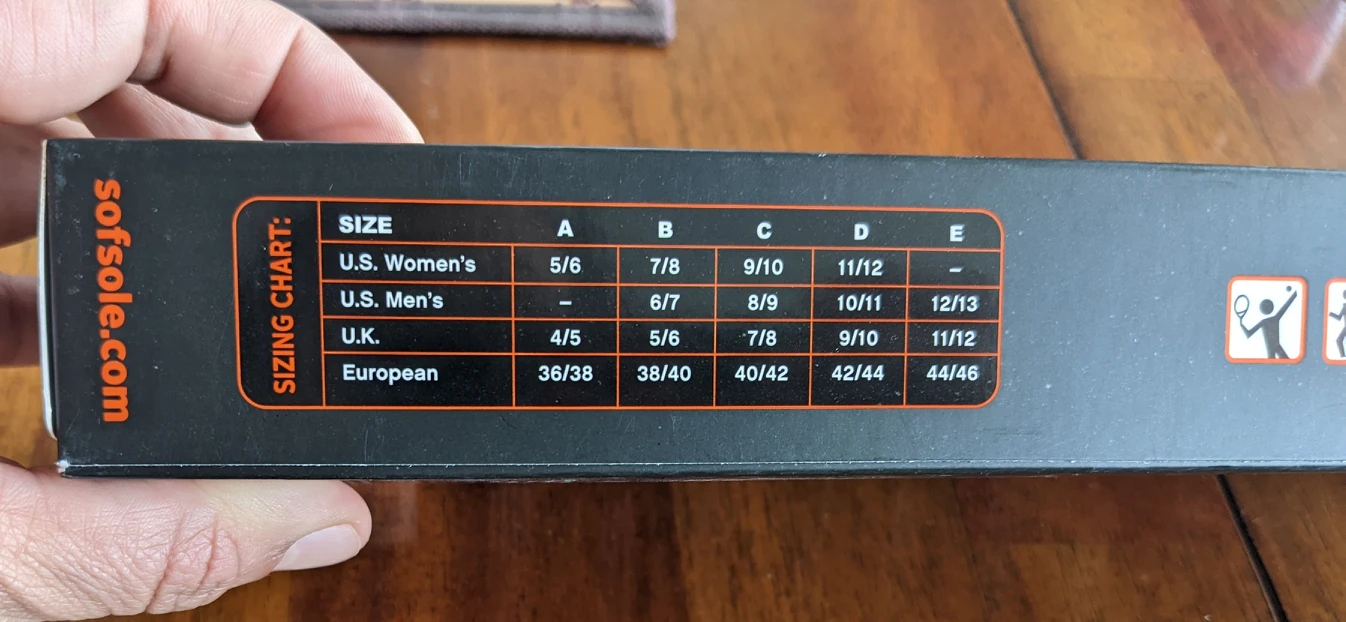 sofsole.com
SIZING CHART:
SIZE A B C D E
U.S. Women's 5/6 7/8 9/10 11/12 –
U.S. Men's – 6/7 8/9 10/11 12/13
U.K. 4/5 5/6 7/8 9/10 11/12
European 36/38 38/40 40/42 42/44 44/46